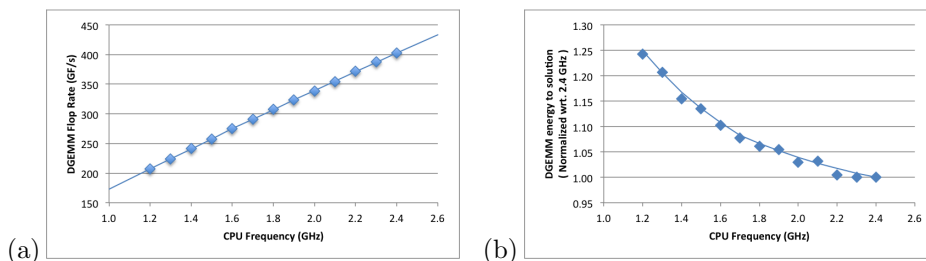 450
400
350
300
250
200
150
DGEMM Flop Rate (GF/s)
1.0 1.2 1.4 1.6 1.8 2.0 2.2 2.4 2.6
CPU Frequency (GHz)
(a)
1.30
1.25
1.20
1.15
1.10
1.05
1.00
0.95
DGEMM energy to solution
( Normalized wrt. 2.4 GHz )
1.0 1.2 1.4 1.6 1.8 2.0 2.2 2.4 2.6
CPU Frequency (GHz)
(b)